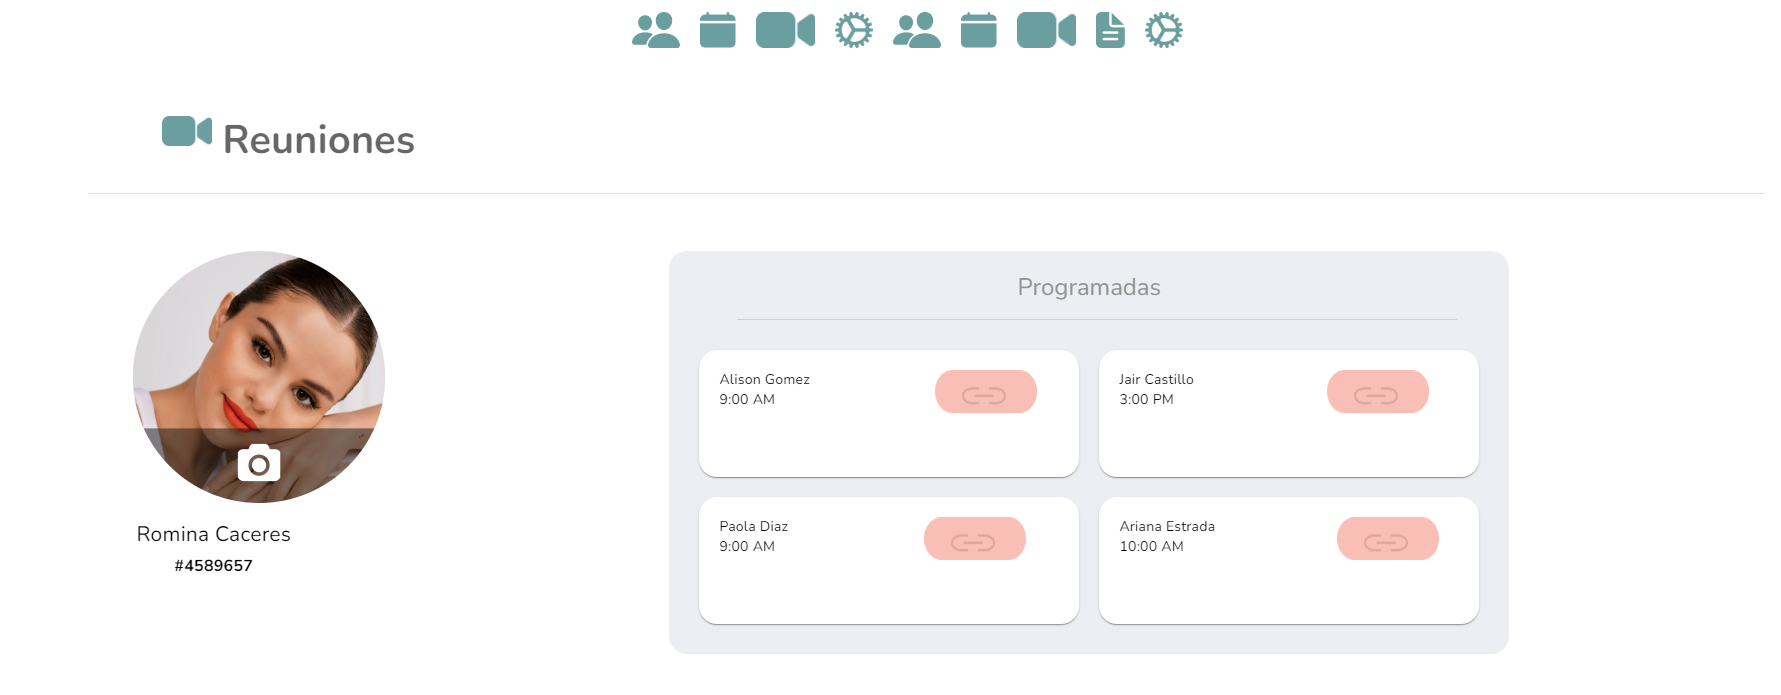 Reuniones
Romina Caceres
#4589657
Programadas
Alison Gomez
9:00 AM
Jair Castillo
3:00 PM
Paola Diaz
9:00 AM
Ariana Estrada
10:00 AM